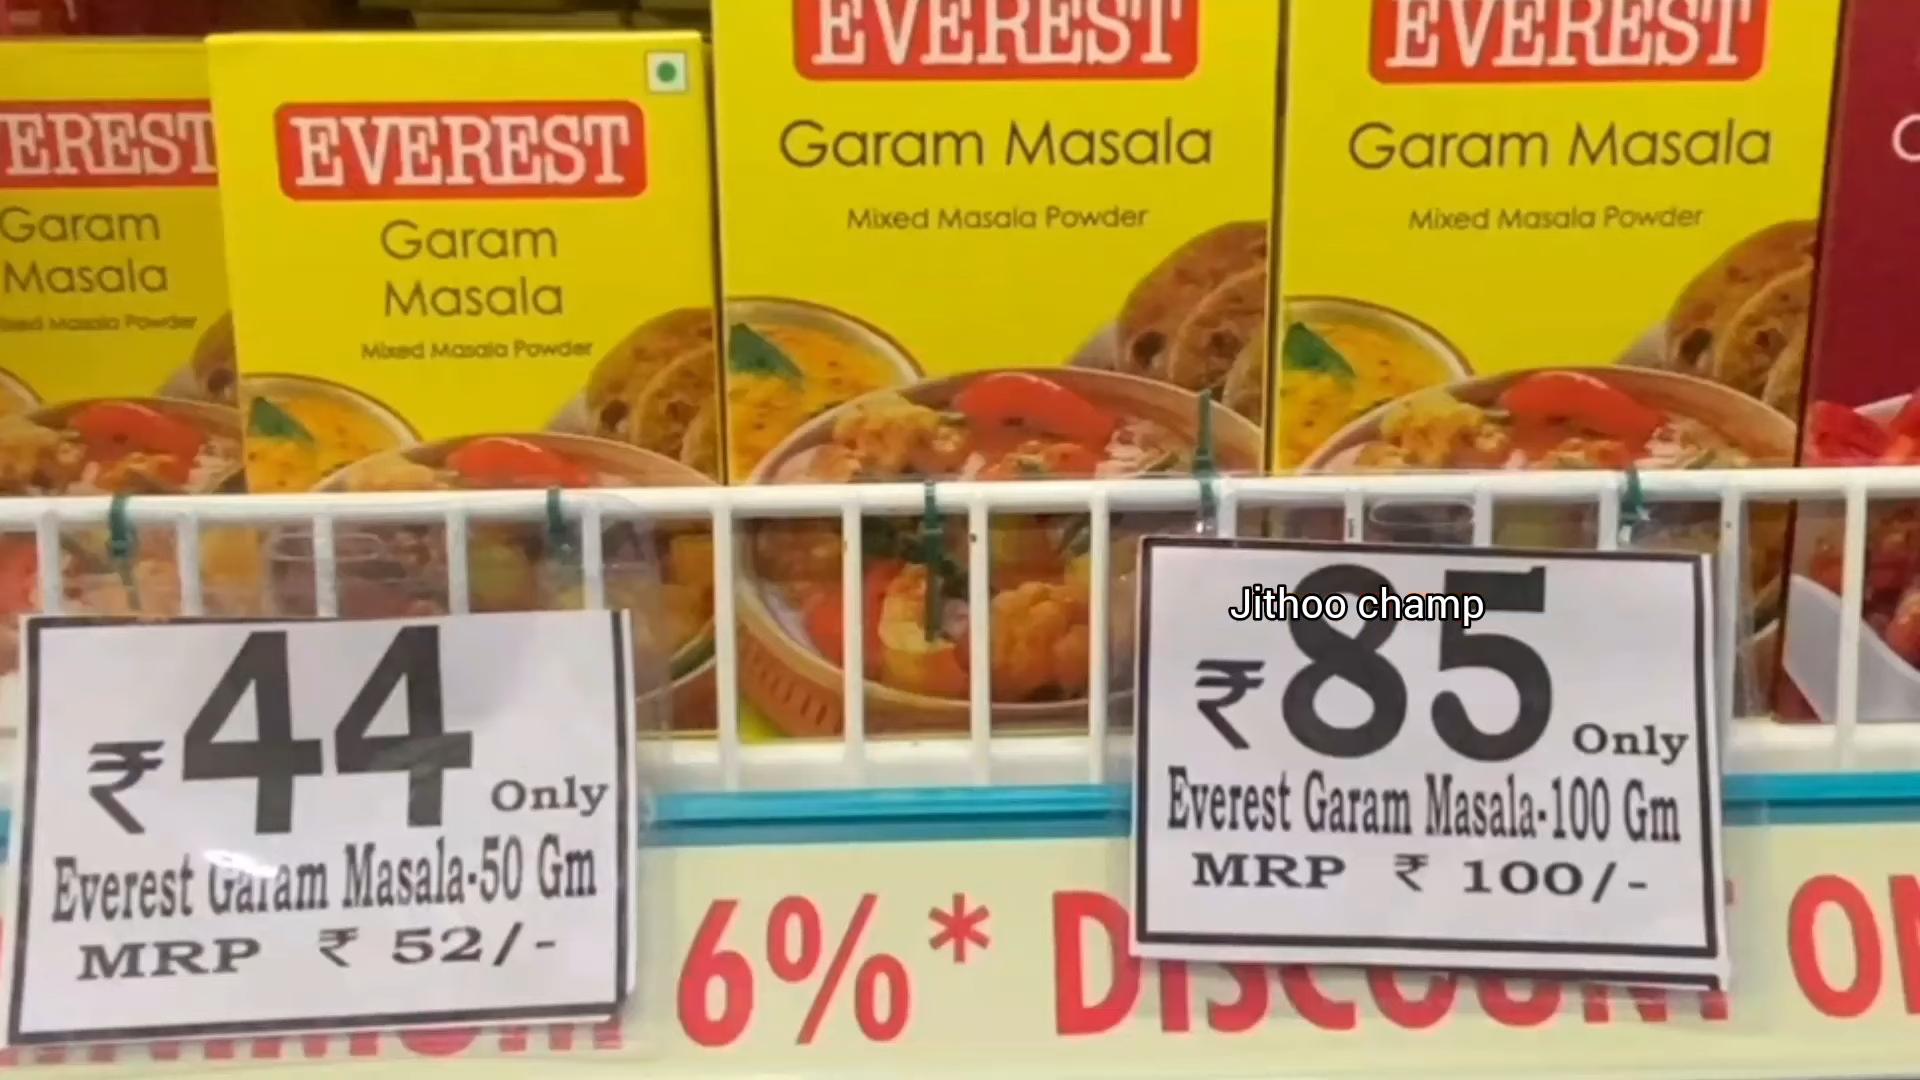 EREST
Garam
Masala
Mixed Masala Powder
EVEREST
Garam
Masala
Mixed Masala Powder
EVEREST
Garam Masala
Mixed Masala Powder
EVEREST
Garam Masala
Mixed Masala Powder
₹44 Only
Everest Garam Masala-50 Gm
MRP ₹ 52/-
Jithoo champ
₹85 Only
Everest Garam Masala-100 Gm
MRP ₹ 100/-
6%* DISCOUNT